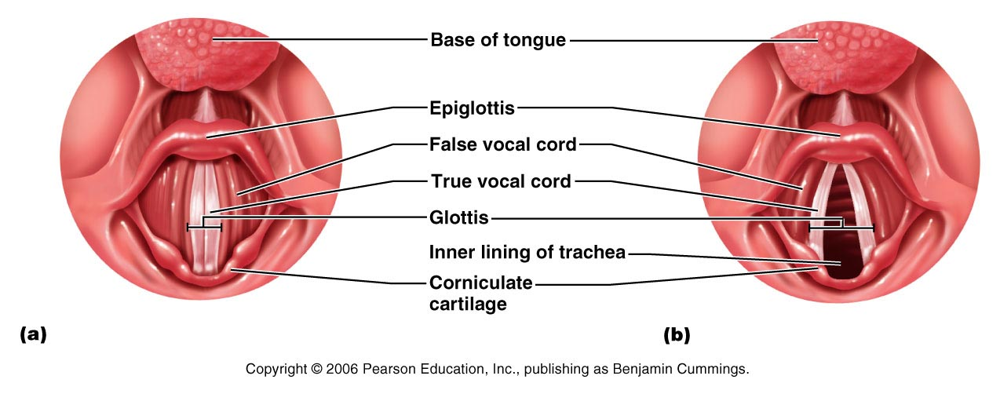 Base of tongue
Epiglottis
False vocal cord
True vocal cord
Glottis
Inner lining of trachea
Corniculate
cartilage
(a)
(b)
Copyright © 2006 Pearson Education, Inc., publishing as Benjamin Cummings.